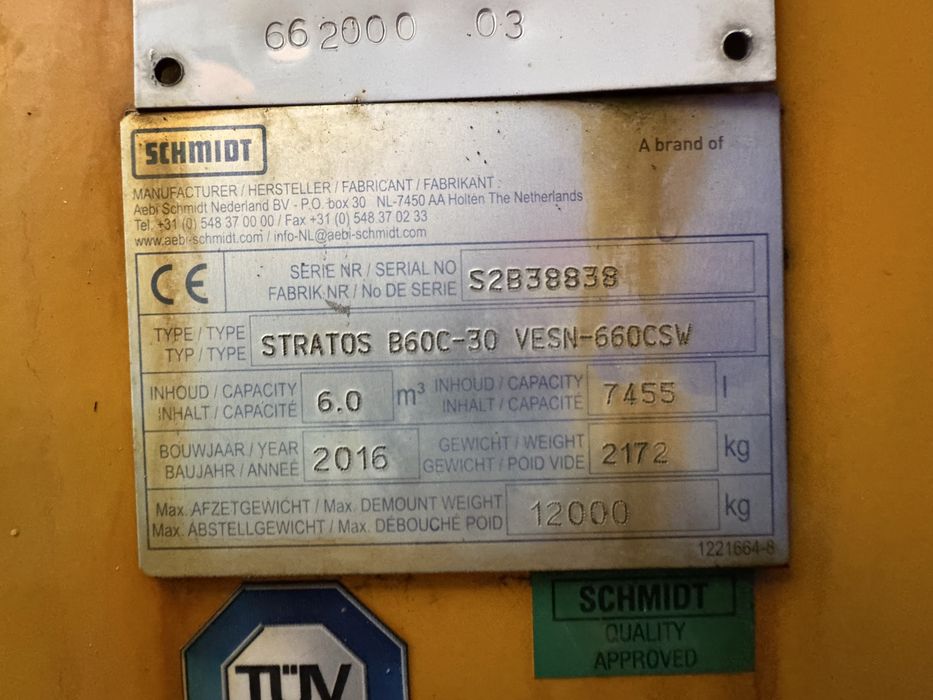 662000 03
SCHMIDT
A brand of
MANUFACTURER / HERSTELLER / FABRICANT / FABRIKANT :
Aebi Schmidt Nederland BV - P.O. box 30 NL-7450 AA Holten The Netherlands
Tel. +31 (0) 548 37 00 00 / Fax +31 (0) 548 37 02 33
www.aebi-schmidt.com / info-NL@aebi-schmidt.com
CE
SERIE NR / SERIAL NO
FABRIK.NR / No DE SERIE
S2B38838
TYPE / TYPE
TYP / TYPE
STRATOS B60C-30 VESN-660CSW
INHOUD / CAPACITY
INHALT / CAPACITÉ
6.0
m³
INHOUD / CAPACITY
INHALT / CAPACITÉ
7455
l
BOUWJAAR / YEAR
BAUJAHR / ANNEÉ
2016
GEWICHT / WEIGHT
GEWICHT / POID VIDE
2172
kg
Max. AFZETGEWICHT / Max. DEMOUNT WEIGHT
Max. ABSTELLGEWICHT / Max. DÉBOUCHÉ POID
12000
kg
1221664-8
SCHMIDT
QUALITY
APPROVED
TÜV